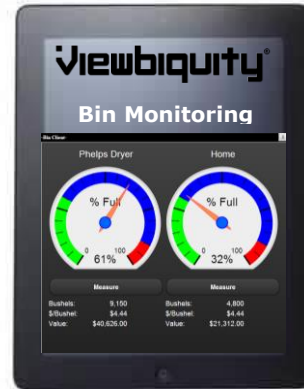 Viewbiquity®
Bin Monitoring
Bin Client
Phelps Dryer Home
% Full % Full
0 100 0 100
61% 32%
Measure Measure
Bushels: 9,150 Bushels: 4,800
$/Bushel: $4.44 $/Bushel: $4.44
Value: $40,626.00 Value: $21,312.00